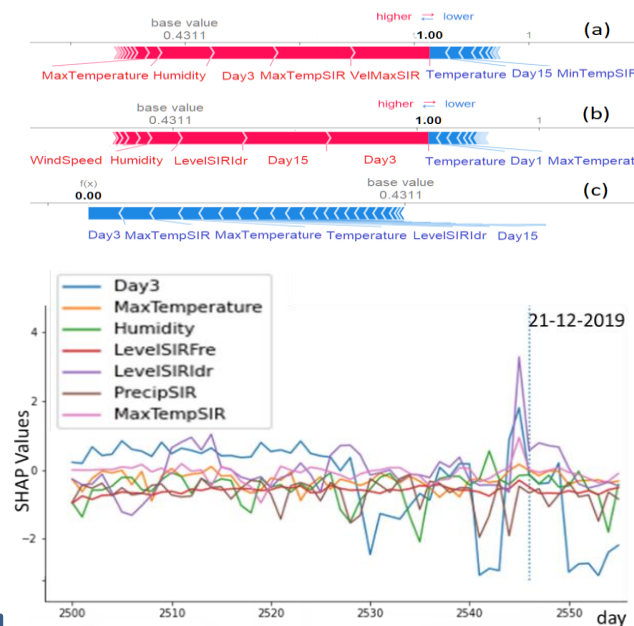 higher lower
base value
0.4311
1.00
1
(a)
MaxTemperature Humidity Day3 MaxTempSIR VelMaxSIR Temperature Day15 MinTempSIR
higher lower
base value
0.4311
1.00
1
(b)
WindSpeed Humidity LevelSIRIdr Day15 Day3 Temperature Day1 MaxTemperat
f(x)
0.00
base value
0.4311
(c)
Day3 MaxTempSIR MaxTemperature Temperature LevelSIRIdr Day15
Day3
MaxTemperature
Humidity
LevelSIRFre
LevelSIRIdr
PrecipSIR
MaxTempSIR
21-12-2019
SHAP Values
4
2
0
−2
2500 2510 2520 2530 2540 2550
day